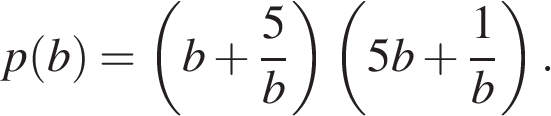 p(b) = (b + 5/b) (5b + 1/b).